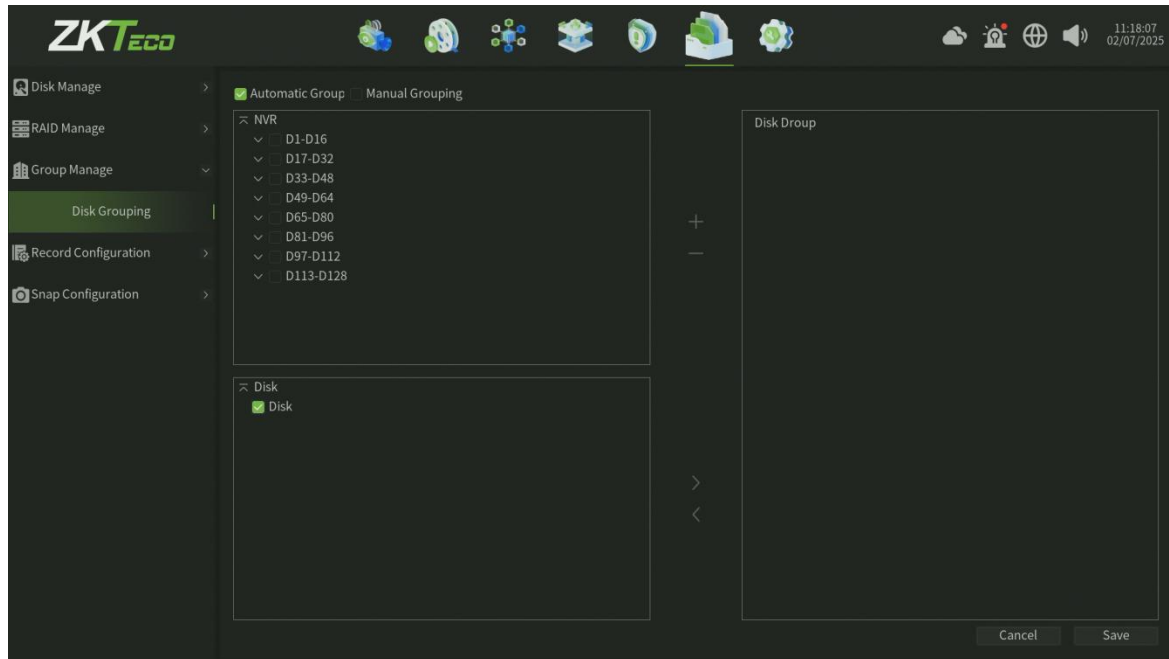 ZKTeco
11:18:07
02/07/2025
Disk Manage
RAID Manage
Group Manage
Disk Grouping
Record Configuration
Snap Configuration
Automatic Group Manual Grouping
NVR
D1-D16
D17-D32
D33-D48
D49-D64
D65-D80
D81-D96
D97-D112
D113-D128
Disk
Disk
Disk Droup
Cancel Save